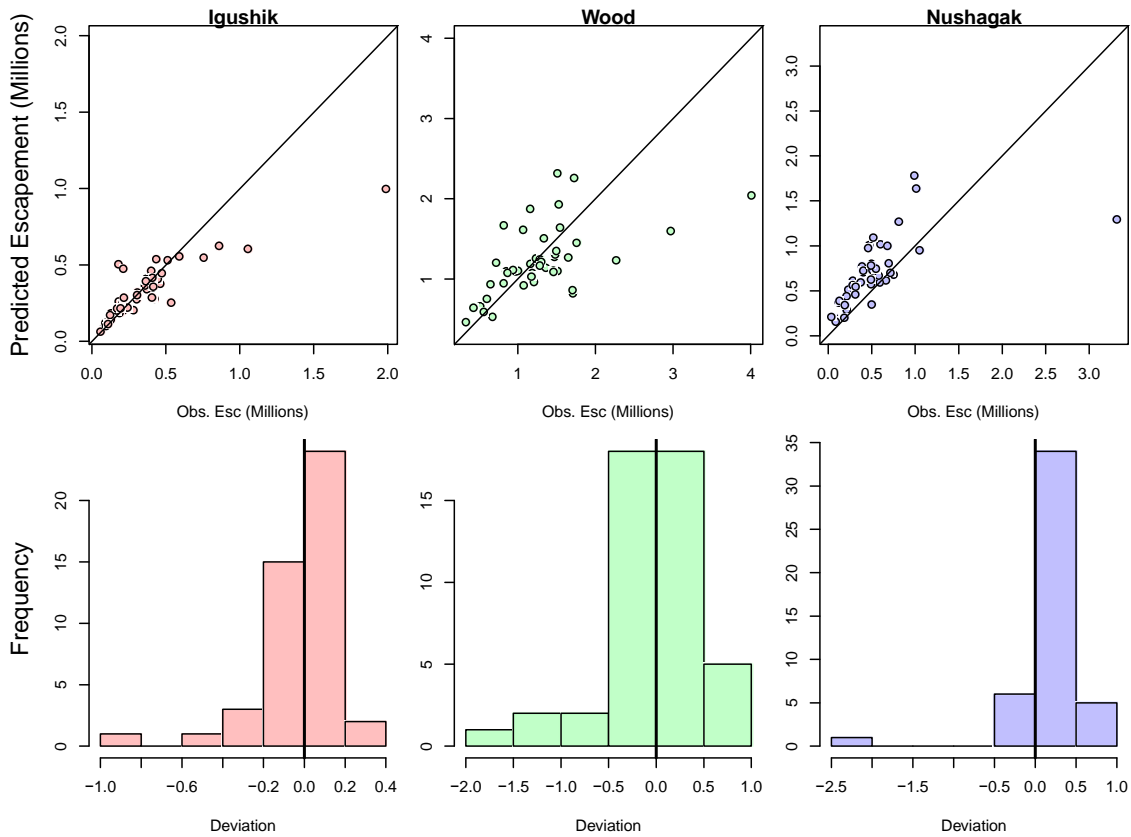 Igushik Wood Nushagak
Predicted Escapement (Millions)
2.0
1.5
1.0
0.5
0.0
0.0 0.5 1.0 1.5 2.0
Obs. Esc (Millions)
4
3
2
1
1 2 3 4
Obs. Esc (Millions)
3.0
2.5
2.0
1.5
1.0
0.5
0.0
0.0 0.5 1.0 1.5 2.0 2.5 3.0
Obs. Esc (Millions)
Frequency
20
15
10
5
0
−1.0 −0.6 −0.2 0.0 0.2 0.4
Deviation
15
10
5
0
−2.0 −1.5 −1.0 −0.5 0.0 0.5 1.0
Deviation
35
30
25
20
15
10
5
0
−2.5 −1.5 −0.5 0.0 0.5 1.0
Deviation